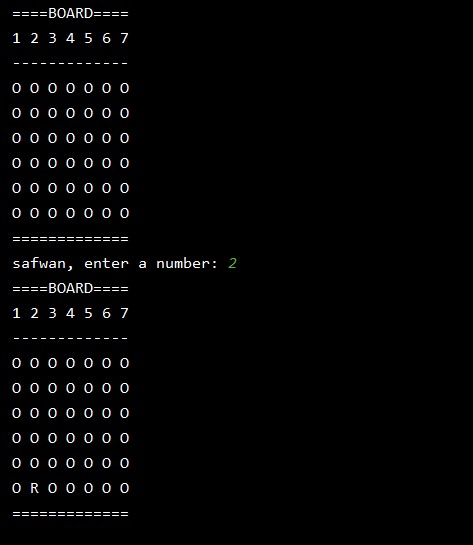 ====BOARD====
1 2 3 4 5 6 7
-------------
O O O O O O O
O O O O O O O
O O O O O O O
O O O O O O O
O O O O O O O
O O O O O O O
=============
safwan, enter a number: 2
====BOARD====
1 2 3 4 5 6 7
-------------
O O O O O O O
O O O O O O O
O O O O O O O
O O O O O O O
O O O O O O O
O R O O O O O
=============